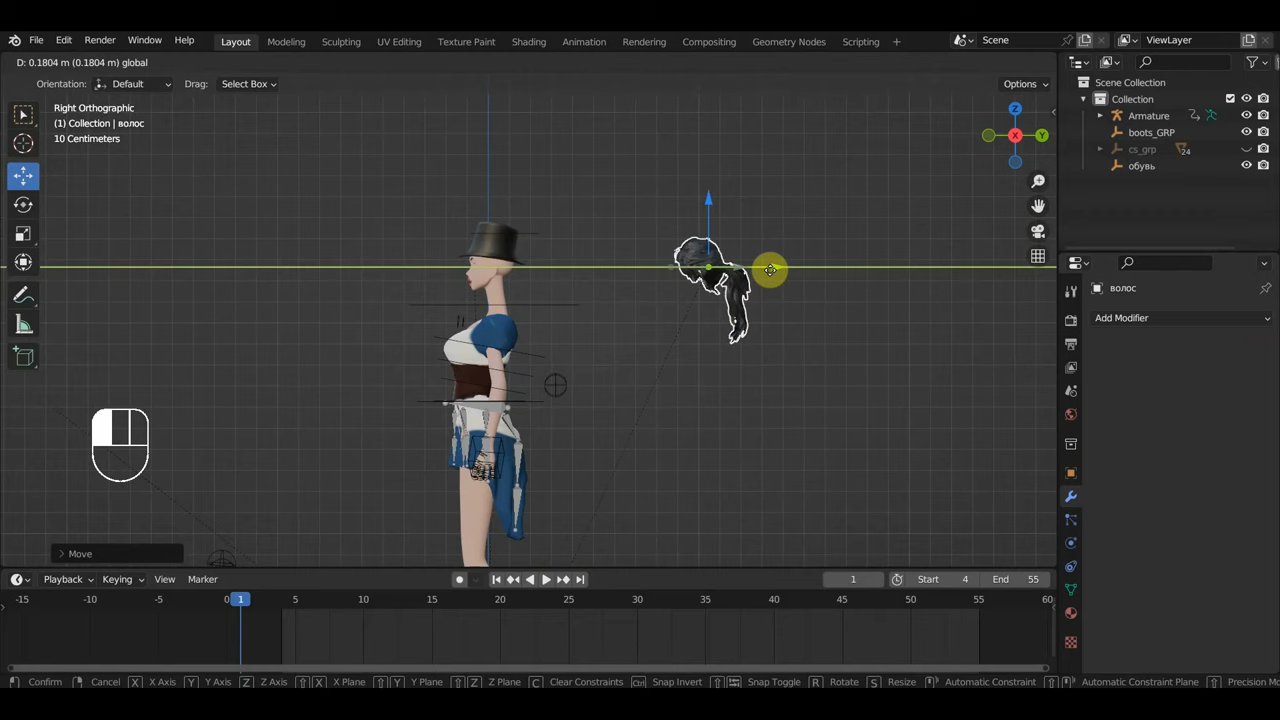 File Edit Render Window Help Layout Modeling Sculpting UV Editing Texture Paint Shading Animation Rendering Compositing Geometry Nodes Scripting + Scene ViewLayer
D: 0.1804 m (0.1804 m) global
Orientation: Default Drag: Select Box Options
Right Orthographic
(1) Collection | волос
10 Centimeters
Z
Y
X
Scene Collection
Collection
Armature
boots_GRP
cs_grp 24
обувь
волос
Add Modifier
Move
Playback Keying View Marker 1 Start 4 End 55
-15 -10 -5 0 1 5 10 15 20 25 30 35 40 45 50 55 60
Confirm Cancel X X Axis Y Y Axis Z Z Axis X X Plane Y Y Plane Z Z Plane C Clear Constraints Ctrl Snap Invert Snap Toggle R Rotate S Resize Automatic Constraint Automatic Constraint Plane Precision Mo